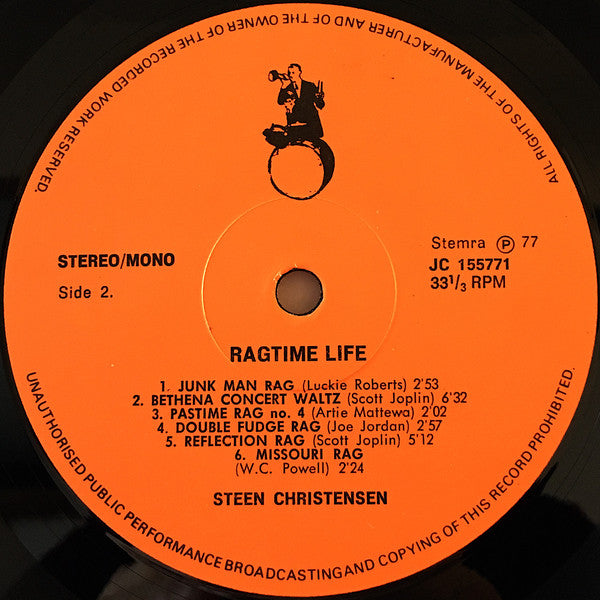 ALL RIGHTS OF THE MANUFACTURER AND OF THE OWNER OF THE RECORDED WORK RESERVED.
STEREO/MONO
Side 2.
Stemra Ⓟ 77
JC 155771
33 1/3 RPM
RAGTIME LIFE
1. JUNK MAN RAG (Luckie Roberts) 2'53
2. BETHENA CONCERT WALTZ (Scott Joplin) 6'32
3. PASTIME RAG no. 4 (Artie Mattewa) 2'02
4. DOUBLE FUDGE RAG (Joe Jordan) 2'57
5. REFLECTION RAG (Scott Joplin) 5'12
6. MISSOURI RAG
(W.C. Powell) 2'24
STEEN CHRISTENSEN
UNAUTHORISED PUBLIC PERFORMANCE BROADCASTING AND COPYING OF THIS RECORD PROHIBITED.